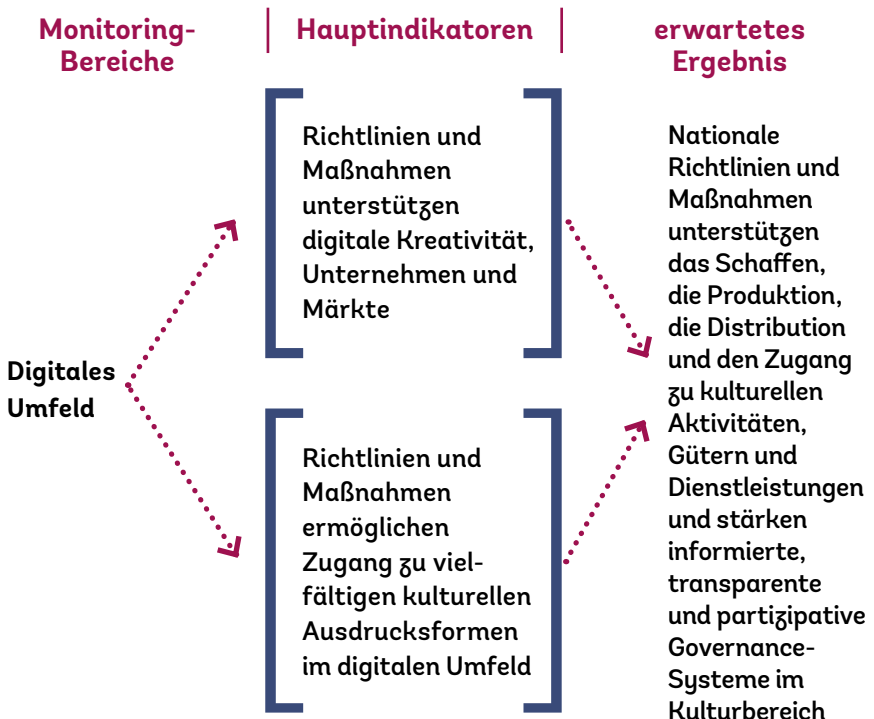 Monitoring-
Bereiche
Hauptindikatoren
erwartetes
Ergebnis
Digitales
Umfeld
Richtlinien und
Maßnahmen
unterstützen
digitale Kreativität,
Unternehmen und
Märkte
Richtlinien und
Maßnahmen
ermöglichen
Zugang zu viel-
fältigen kulturellen
Ausdrucksformen
im digitalen Umfeld
Nationale
Richtlinien und
Maßnahmen
unterstützen
das Schaffen,
die Produktion,
die Distribution
und den Zugang
zu kulturellen
Aktivitäten,
Gütern und
Dienstleistungen
und stärken
informierte,
transparente
und partizipative
Governance-
Systeme im
Kulturbereich